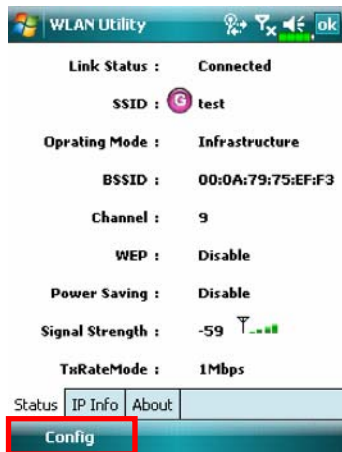 WLAN Utility ok
Link Status : Connected
SSID : G test
Oprating Mode : Infrastructure
BSSID : 00:0A:79:75:EF:F3
Channel : 9
WEP : Disable
Power Saving : Disable
Signal Strength : -59
TxRateMode : 1Mbps
Status IP Info About
Config